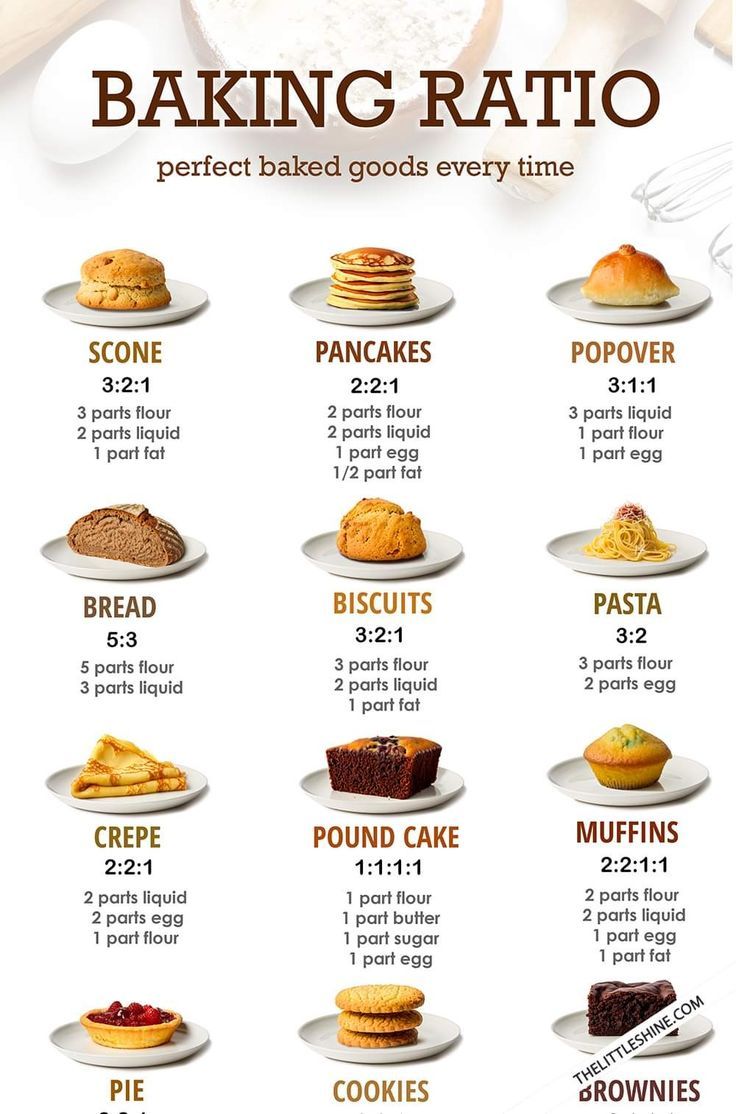 BAKING RATIO
perfect baked goods every time
SCONE
3:2:1
3 parts flour
2 parts liquid
1 part fat
PANCAKES
2:2:1
2 parts flour
2 parts liquid
1 part egg
1/2 part fat
POPOVER
3:1:1
3 parts liquid
1 part flour
1 part egg
BREAD
5:3
5 parts flour
3 parts liquid
BISCUITS
3:2:1
3 parts flour
2 parts liquid
1 part fat
PASTA
3:2
3 parts flour
2 parts egg
CREPE
2:2:1
2 parts liquid
2 parts egg
1 part flour
POUND CAKE
1:1:1:1
1 part flour
1 part butter
1 part sugar
1 part egg
MUFFINS
2:2:1:1
2 parts flour
2 parts liquid
1 part egg
1 part fat
PIE
COOKIES
BROWNIES
THELITTLESHINE.COM